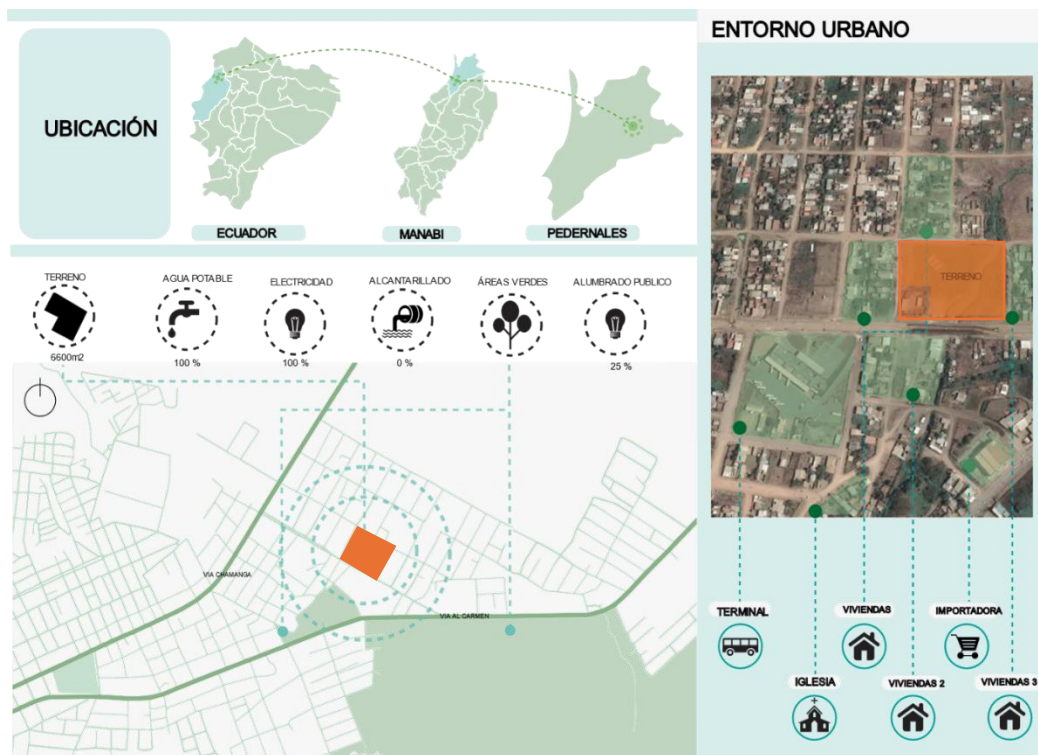 UBICACIÓN
ECUADOR
MANABI
PEDERNALES
TERRENO
6600m2
AGUA POTABLE
100 %
ELECTRICIDAD
100 %
ALCANTARILLADO
0 %
ÁREAS VERDES
ALUMBRADO PUBLICO
25 %
VIA CHAMANGA
VIA AL CARMEN
ENTORNO URBANO
TERRENO
TERMINAL
VIVIENDAS
IMPORTADORA
IGLESIA
VIVIENDAS 2
VIVIENDAS 3